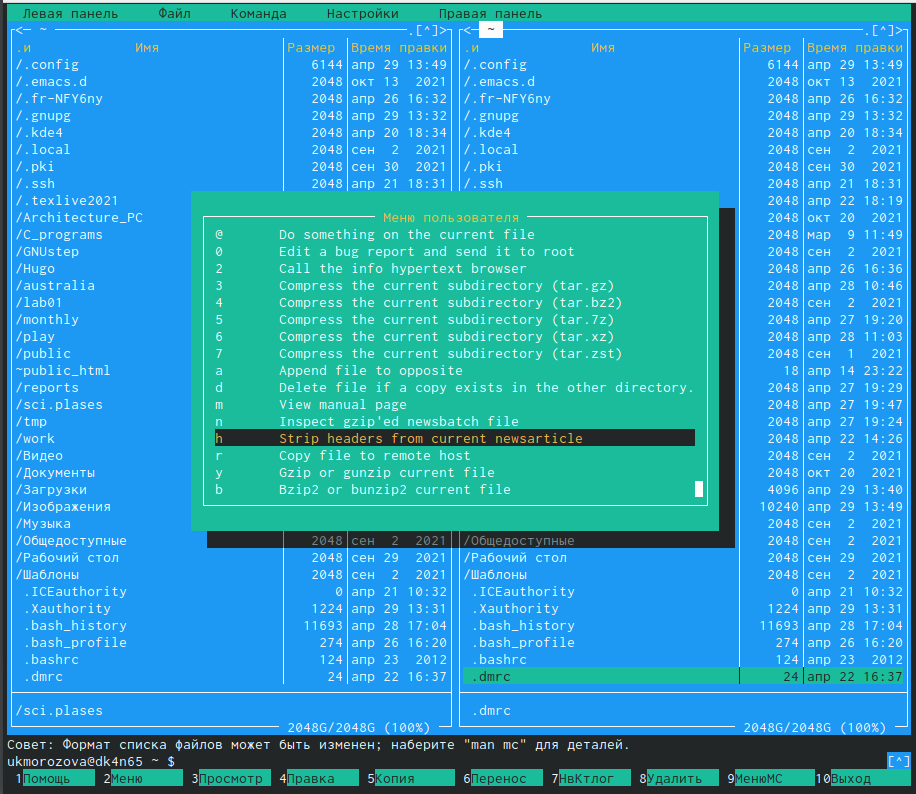 Левая панель Файл Команда Настройки Правая панель
<─ ~ .[^]> <─ ~ .[^]>
.и Имя Размер Время правки .и Имя Размер Время правки
/.config 6144 апр 29 13:49 /.config 6144 апр 29 13:49
/.emacs.d 2048 окт 13 2021 /.emacs.d 2048 окт 13 2021
/.fr-NFY6ny 2048 апр 26 16:32 /.fr-NFY6ny 2048 апр 26 16:32
/.gnupg 2048 апр 29 13:32 /.gnupg 2048 апр 29 13:32
/.kde4 2048 апр 20 18:34 /.kde4 2048 апр 20 18:34
/.local 2048 сен 2 2021 /.local 2048 сен 2 2021
/.pki 2048 сен 30 2021 /.pki 2048 сен 30 2021
/.ssh 2048 апр 21 18:31 /.ssh 2048 апр 21 18:31
/.texlive2021 2048 апр 22 18:19
/Architecture_PC Меню пользователя 2048 окт 20 2021
/C_programs @ Do something on the current file 2048 мар 9 11:49
/GNUstep 0 Edit a bug report and send it to root 2048 сен 2 2021
/Hugo 2 Call the info hypertext browser 2048 апр 26 16:36
/australia 3 Compress the current subdirectory (tar.gz) 2048 апр 28 10:46
/lab01 4 Compress the current subdirectory (tar.bz2) 2048 сен 2 2021
/monthly 5 Compress the current subdirectory (tar.7z) 2048 апр 27 19:20
/play 6 Compress the current subdirectory (tar.xz) 2048 апр 28 11:03
/public 7 Compress the current subdirectory (tar.zst) 2048 сен 1 2021
~public_html a Append file to opposite 18 апр 14 23:22
/reports d Delete file if a copy exists in the other directory. 2048 апр 27 19:29
/sci.plases m View manual page 2048 апр 27 19:47
/tmp n Inspect gzip'ed newsbatch file 2048 апр 27 19:24
/work h Strip headers from current newsarticle 2048 апр 22 14:26
/Видео r Copy file to remote host 2048 сен 2 2021
/Документы y Gzip or gunzip current file 2048 окт 20 2021
/Загрузки b Bzip2 or bunzip2 current file 4096 апр 29 13:40
/Изображения 10240 апр 29 13:49
/Музыка 2048 сен 2 2021
/Общедоступные 2048 сен 2 2021 /Общедоступные 2048 сен 2 2021
/Рабочий стол 2048 сен 29 2021 /Рабочий стол 2048 сен 29 2021
/Шаблоны 2048 сен 2 2021 /Шаблоны 2048 сен 2 2021
.ICEauthority 0 апр 21 10:32 .ICEauthority 0 апр 21 10:32
.Xauthority 1224 апр 29 13:31 .Xauthority 1224 апр 29 13:31
.bash_history 11693 апр 28 17:04 .bash_history 11693 апр 28 17:04
.bash_profile 274 апр 26 16:20 .bash_profile 274 апр 26 16:20
.bashrc 124 апр 23 2012 .bashrc 124 апр 23 2012
.dmrc 24 апр 22 16:37 .dmrc 24 апр 22 16:37
/sci.plases .dmrc
2048G/2048G (100%) 2048G/2048G (100%)
Совет: Формат списка файлов может быть изменен; наберите "man mc" для деталей.
ukmorozova@dk4n65 ~ $ [^]
1Помощь 2Меню 3Просмотр 4Правка 5Копия 6Перенос 7НвКтлог 8Удалить 9МенюМС 10Выход